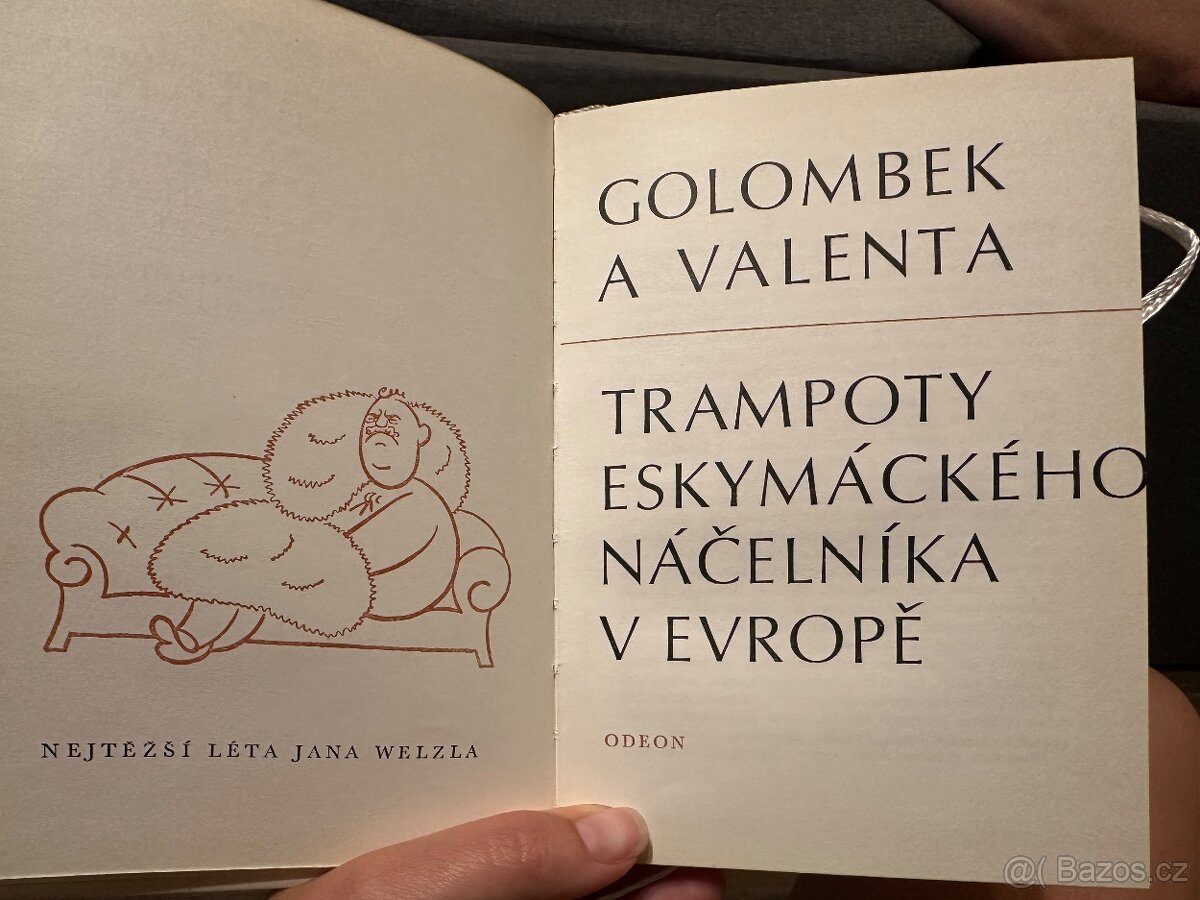 NEJTĚŽŠÍ LÉTA JANA WELZLA
GOLOMBEK
A VALENTA
TRAMPOTY
ESKYMÁCKÉHO
NÁČELNÍKA
V EVROPĚ
ODEON
@( Bazos.cz